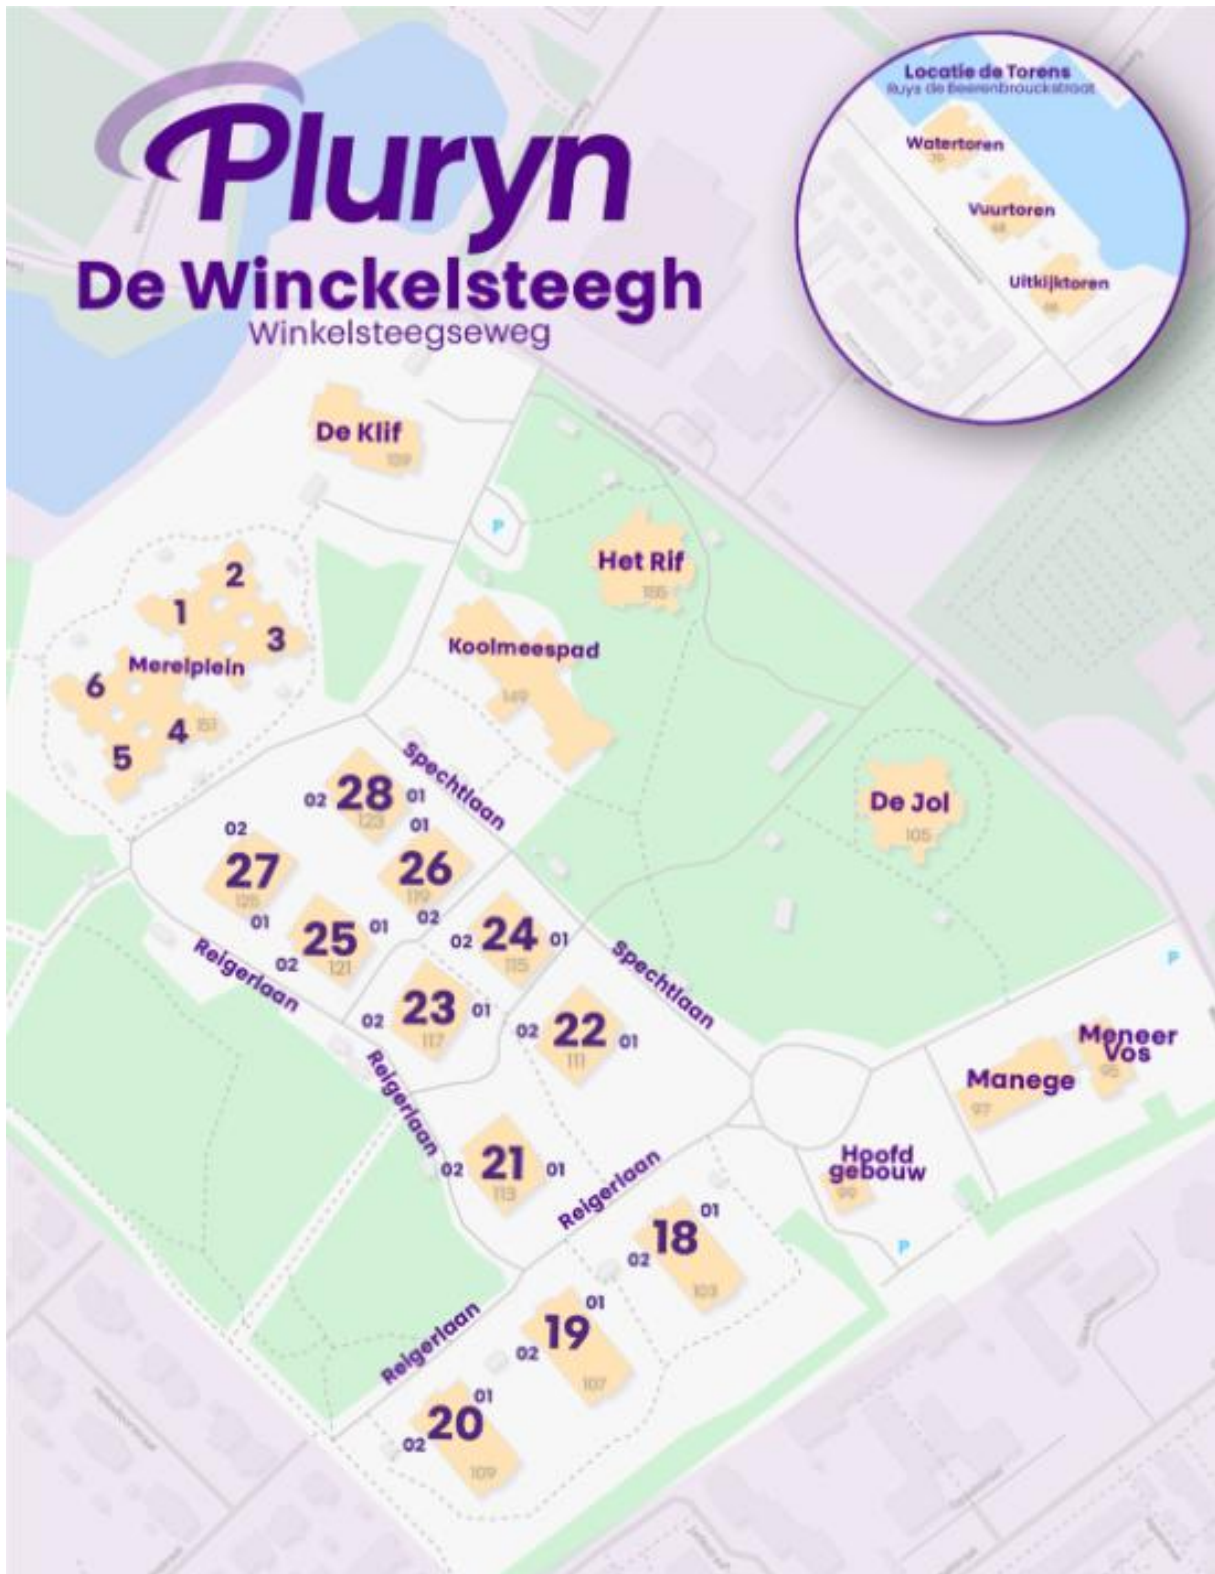 Pluryn
De Winckelsteegh
Winkelsteegseweg
Locatie de Torens
Ruys de Beerenbrouckstraat
Watertoren
Vuurtoren
Uitkijktoren
De Klif
159
P
Het Rif
155
2
1
3
Merelplein
6
4
151
5
Koolmeespad
149
Spechtlaan
De Jol
105
02
28
01
123
02
27
125
01
01
26
119
02
25
01
02
121
Reigerlaan
02
24
01
115
Spechtlaan
P
23
01
02
117
02
22
01
111
Reigerlaan
Meneer
Vos
95
Manege
97
02
21
01
113
Reigerlaan
Hoofd
gebouw
99
P
01
18
02
103
01
19
02
107
Reigerlaan
01
20
02
109